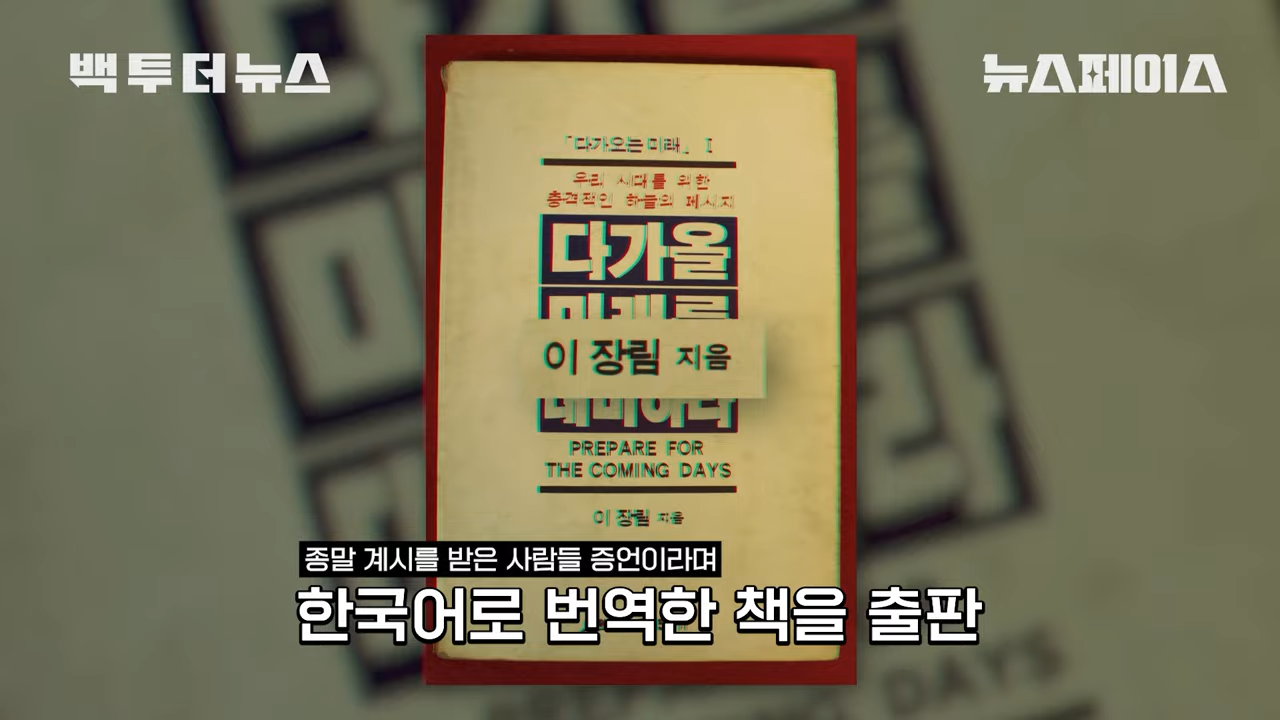 백투더뉴스
뉴스페이스
「다가오는 미래」 I
우리 시대를 위한
충격적인 하늘의 메시지
다가올
이 장림 지음
PREPARE FOR
THE COMING DAYS
이 장림 지음
종말 계시를 받은 사람들 증언이라며
한국어로 번역한 책을 출판